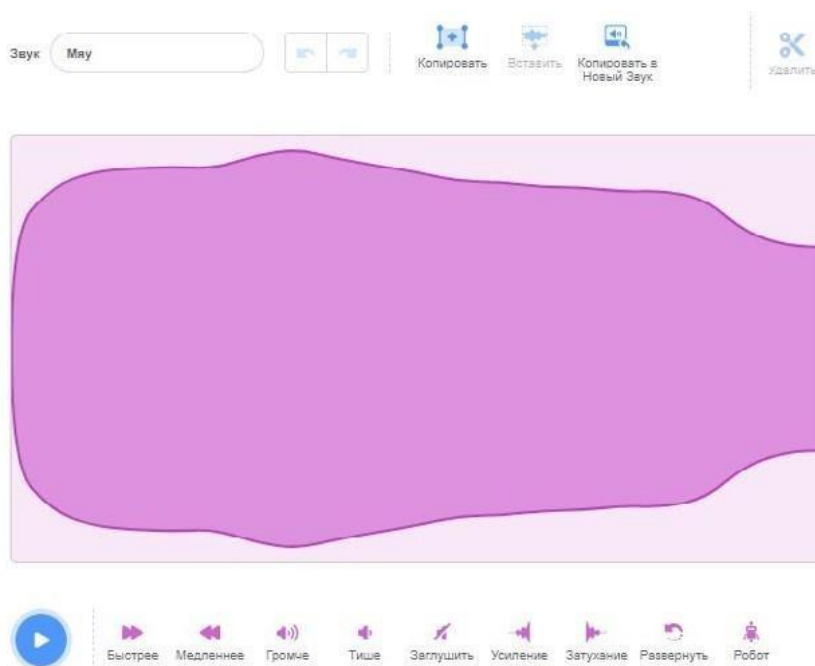 Звук Мяу
Копировать Вставить Копировать в Новый Звук Удалить
Быстрее Медленнее Громче Тише Заглушить Усиление Затухание Развернуть Робот